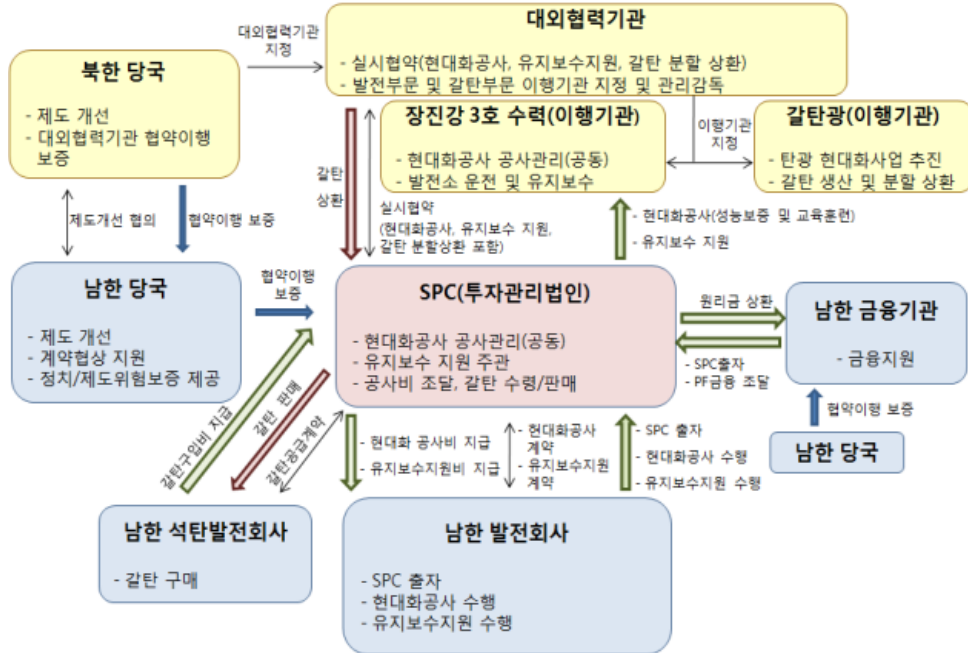 대외협력기관
- 실시협약(현대화공사, 유지보수지원, 갈탄 분할 상환)
- 발전부문 및 갈탄부문 이행기관 지정 및 관리감독
대외협력기관
지정
북한 당국
- 제도 개선
- 대외협력기관 협약이행
보증
장진강 3호 수력(이행기관)
- 현대화공사 공사관리(공동)
- 발전소 운전 및 유지보수
이행기관
지정
갈탄광(이행기관)
- 탄광 현대화사업 추진
- 갈탄 생산 및 분할 상환
갈탄
상환
실시협약
(현대화공사, 유지보수 지원,
갈탄 분할상환 포함)
- 현대화공사(성능보증 및 교육훈련)
- 유지보수 지원
제도개선 협의
협약이행 보증
남한 당국
- 제도 개선
- 계약협상 지원
- 정치/제도위험보증 제공
협약이행
보증
SPC(투자관리법인)
- 현대화공사 공사관리(공동)
- 유지보수 지원 주관
- 공사비 조달, 갈탄 수령/판매
원리금 상환
- SPC출자
- PF금융 조달
남한 금융기관
- 금융지원
협약이행 보증
남한 당국
갈탄구입비 지급
갈탄 판매
갈탄공급계약
- 현대화 공사비 지급
- 유지보수지원비 지급
- 현대화공사
계약
- 유지보수지원
계약
- SPC 출자
- 현대화공사 수행
- 유지보수지원 수행
남한 석탄발전회사
- 갈탄 구매
남한 발전회사
- SPC 출자
- 현대화공사 수행
- 유지보수지원 수행